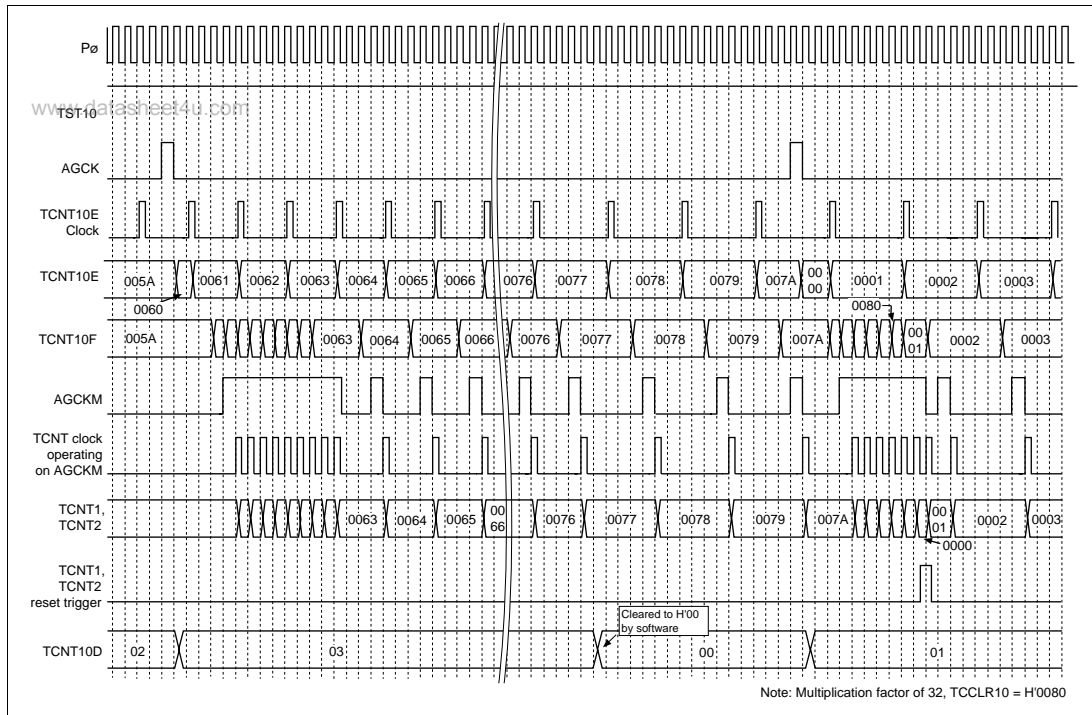 Pø
www.datasheet4u.com
TST10
AGCK
TCNT10E
Clock
TCNT10E
005A
0060
0061
0062
0063
0064
0065
0066
0076
0077
0078
0079
007A
00
00
0001
0002
0003
TCNT10F
005A
0063
0064
0065
0066
0076
0077
0078
0079
007A
0080
00
01
0002
0003
AGCKM
TCNT clock
operating
on AGCKM
TCNT1,
TCNT2
0063
0064
0065
00
66
0076
0077
0078
0079
007A
0000
00
01
0002
0003
TCNT1,
TCNT2
reset trigger
Cleared to H'00
by software
TCNT10D
02
03
00
01
Note: Multiplication factor of 32, TCCLR10 = H'0080